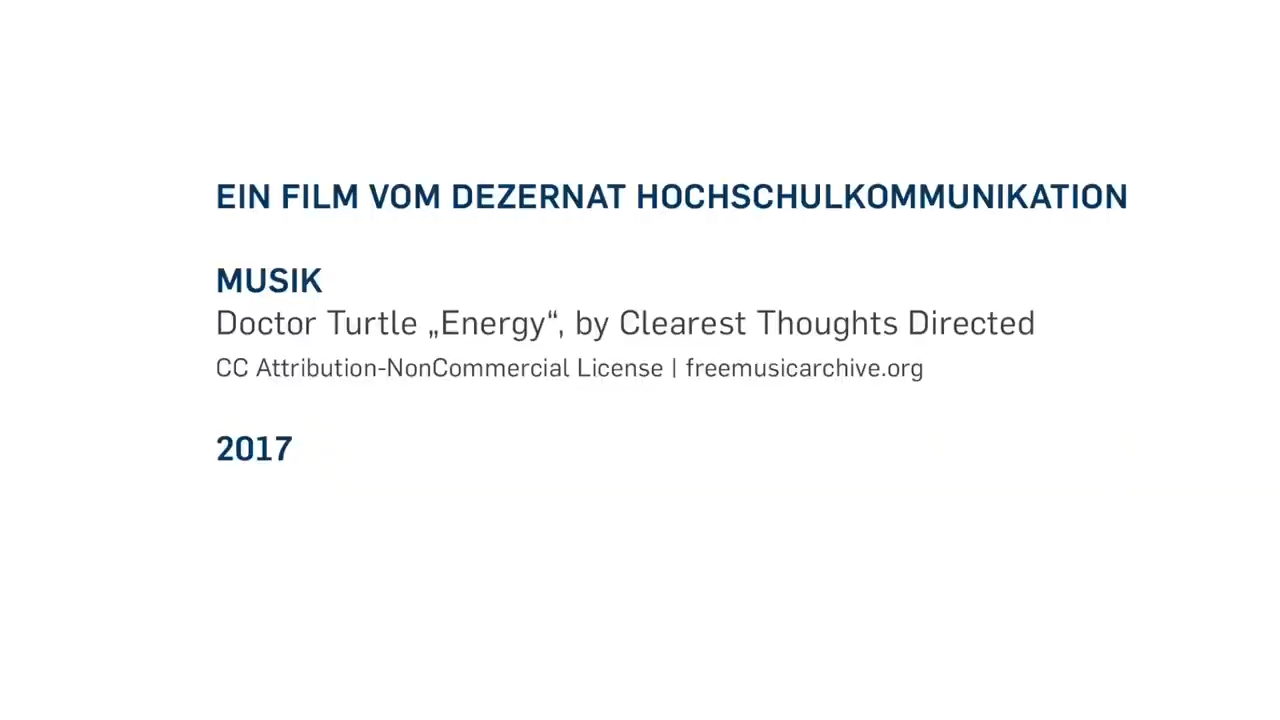 EIN FILM VOM DEZERNAT HOCHSCHULKOMMUNIKATION
MUSIK
Doctor Turtle „Energy“, by Clearest Thoughts Directed
CC Attribution-NonCommercial License | freemusicarchive.org
2017